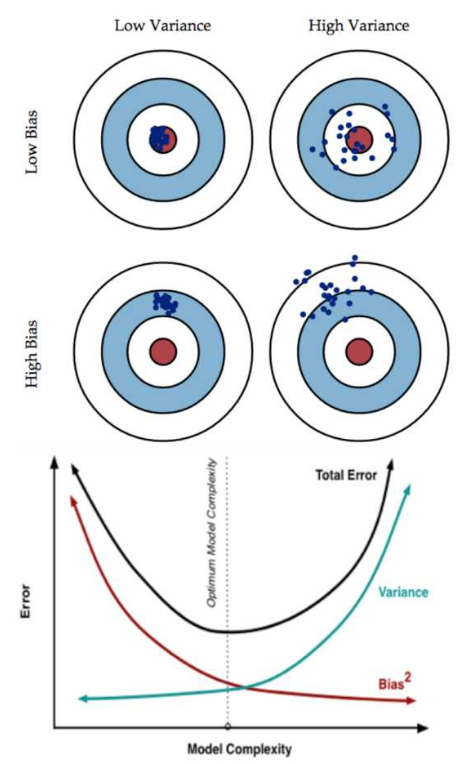 Low Variance
High Variance
Low Bias
High Bias
Optimum Model Complexity
Total Error
Variance
Bias²
Error
Model Complexity